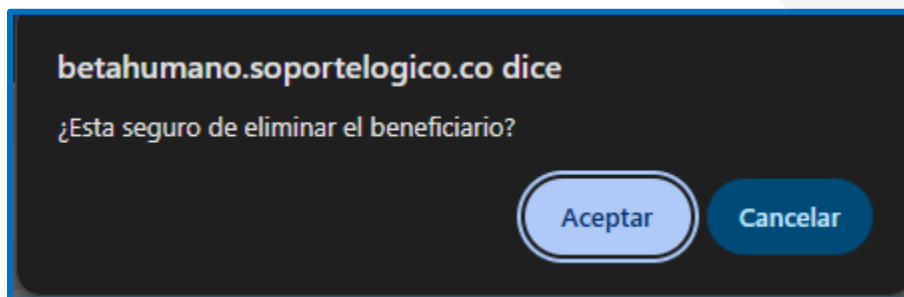 betahumano.soportelogico.co dice
¿Esta seguro de eliminar el beneficiario?
Aceptar Cancelar